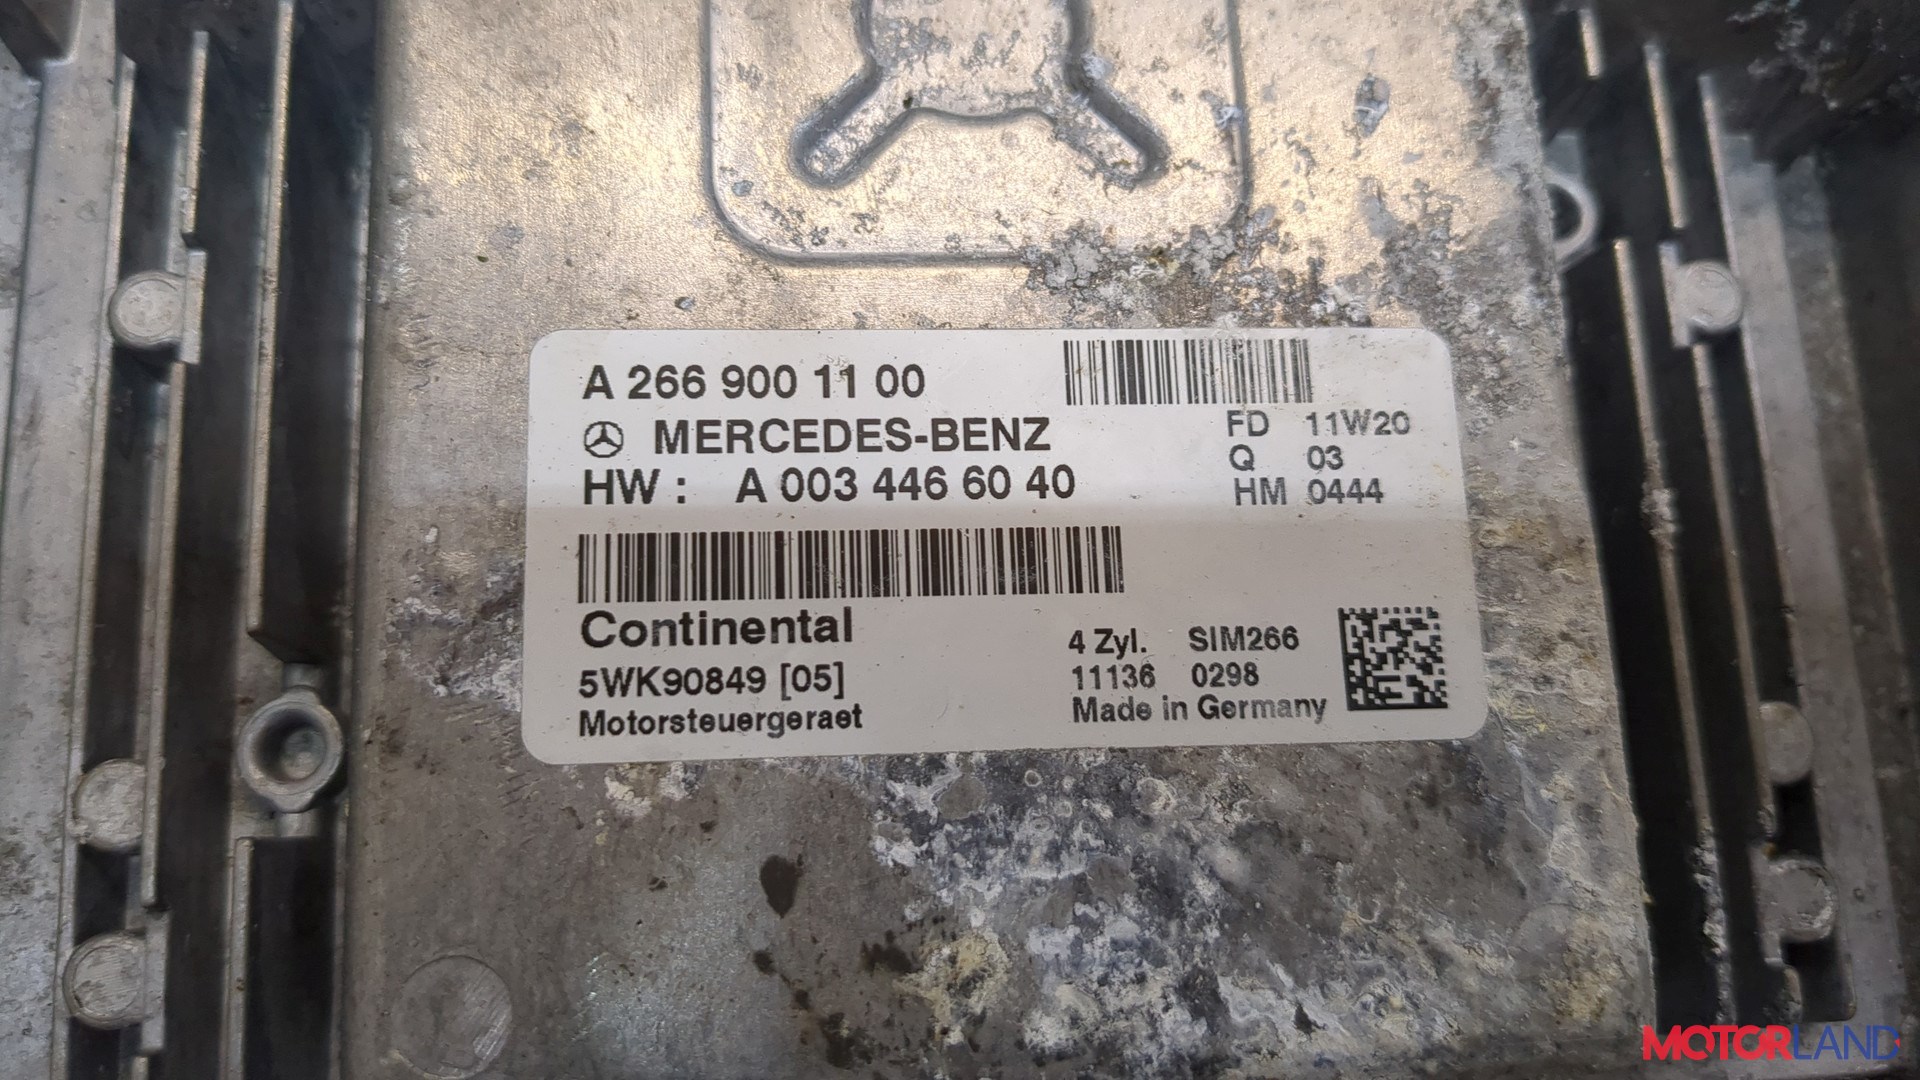 A 266 900 11 00
MERCEDES-BENZ
HW : A 003 446 60 40
FD 11W20
Q 03
HM 0444
Continental
5WK90849 [05]
Motorsteuergeraet
4 Zyl. SIM266
11136 0298
Made in Germany
MOTORLAND